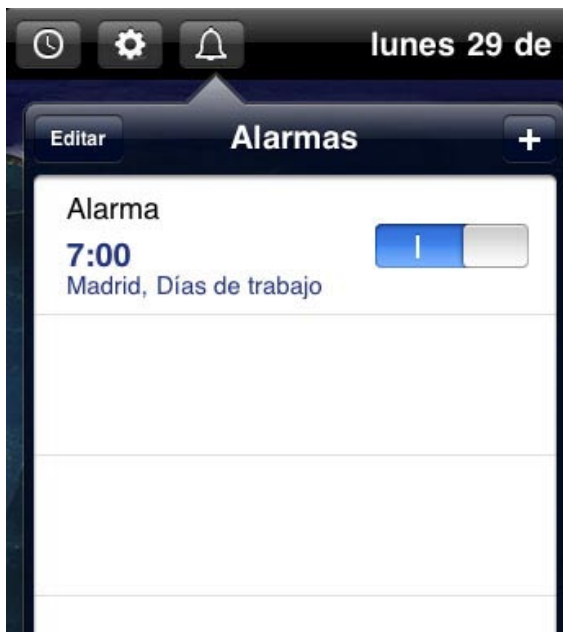 lunes 29 de
Editar
Alarmas
+
Alarma
7:00
Madrid, Días de trabajo